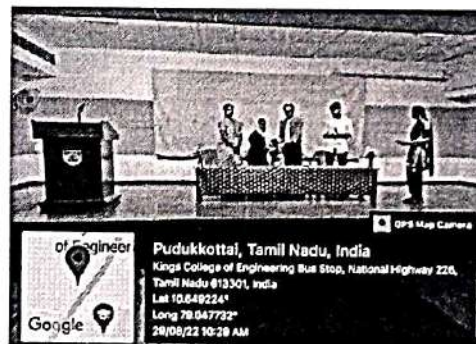 GPS Map Camera
of Engineer
Google
Pudukkottai, Tamil Nadu, India
Kings College of Engineering Bus Stop, National Highway 226,
Tamil Nadu 613301, India
Lat 10.649224°
Long 79.047732°
29/08/22 10:29 AM